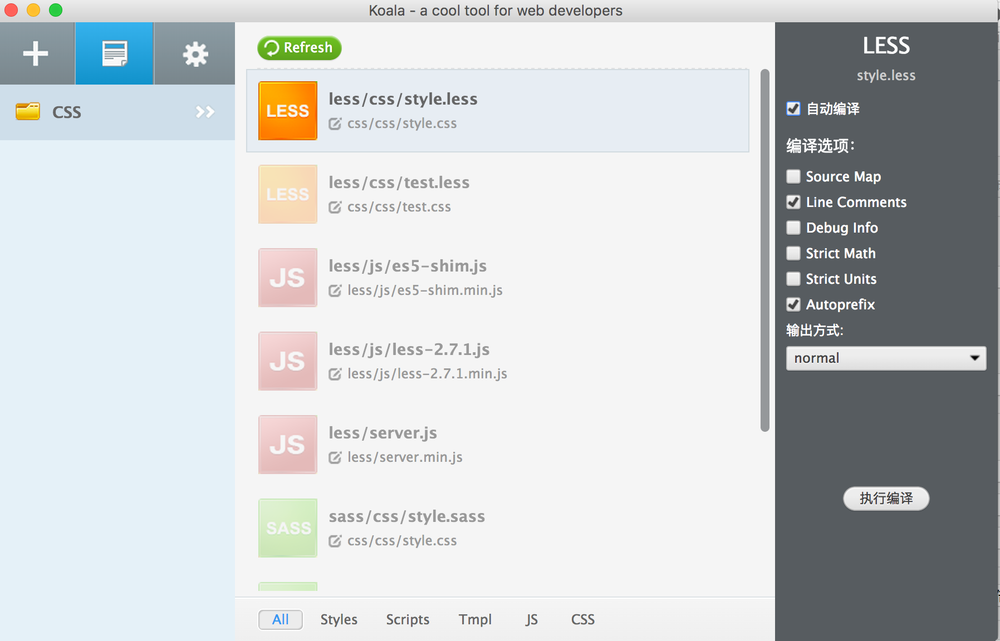 Koala - a cool tool for web developers
CSS
Refresh
LESS
less/css/style.less
css/css/style.css
LESS
less/css/test.less
css/css/test.css
JS
less/js/es5-shim.js
less/js/es5-shim.min.js
JS
less/js/less-2.7.1.js
less/js/less-2.7.1.min.js
JS
less/server.js
less/server.min.js
SASS
sass/css/style.sass
css/css/style.css
All
Styles
Scripts
Tmpl
JS
CSS
LESS
style.less
自动编译
编译选项：
Source Map
Line Comments
Debug Info
Strict Math
Strict Units
Autoprefix
输出方式:
normal
执行编译